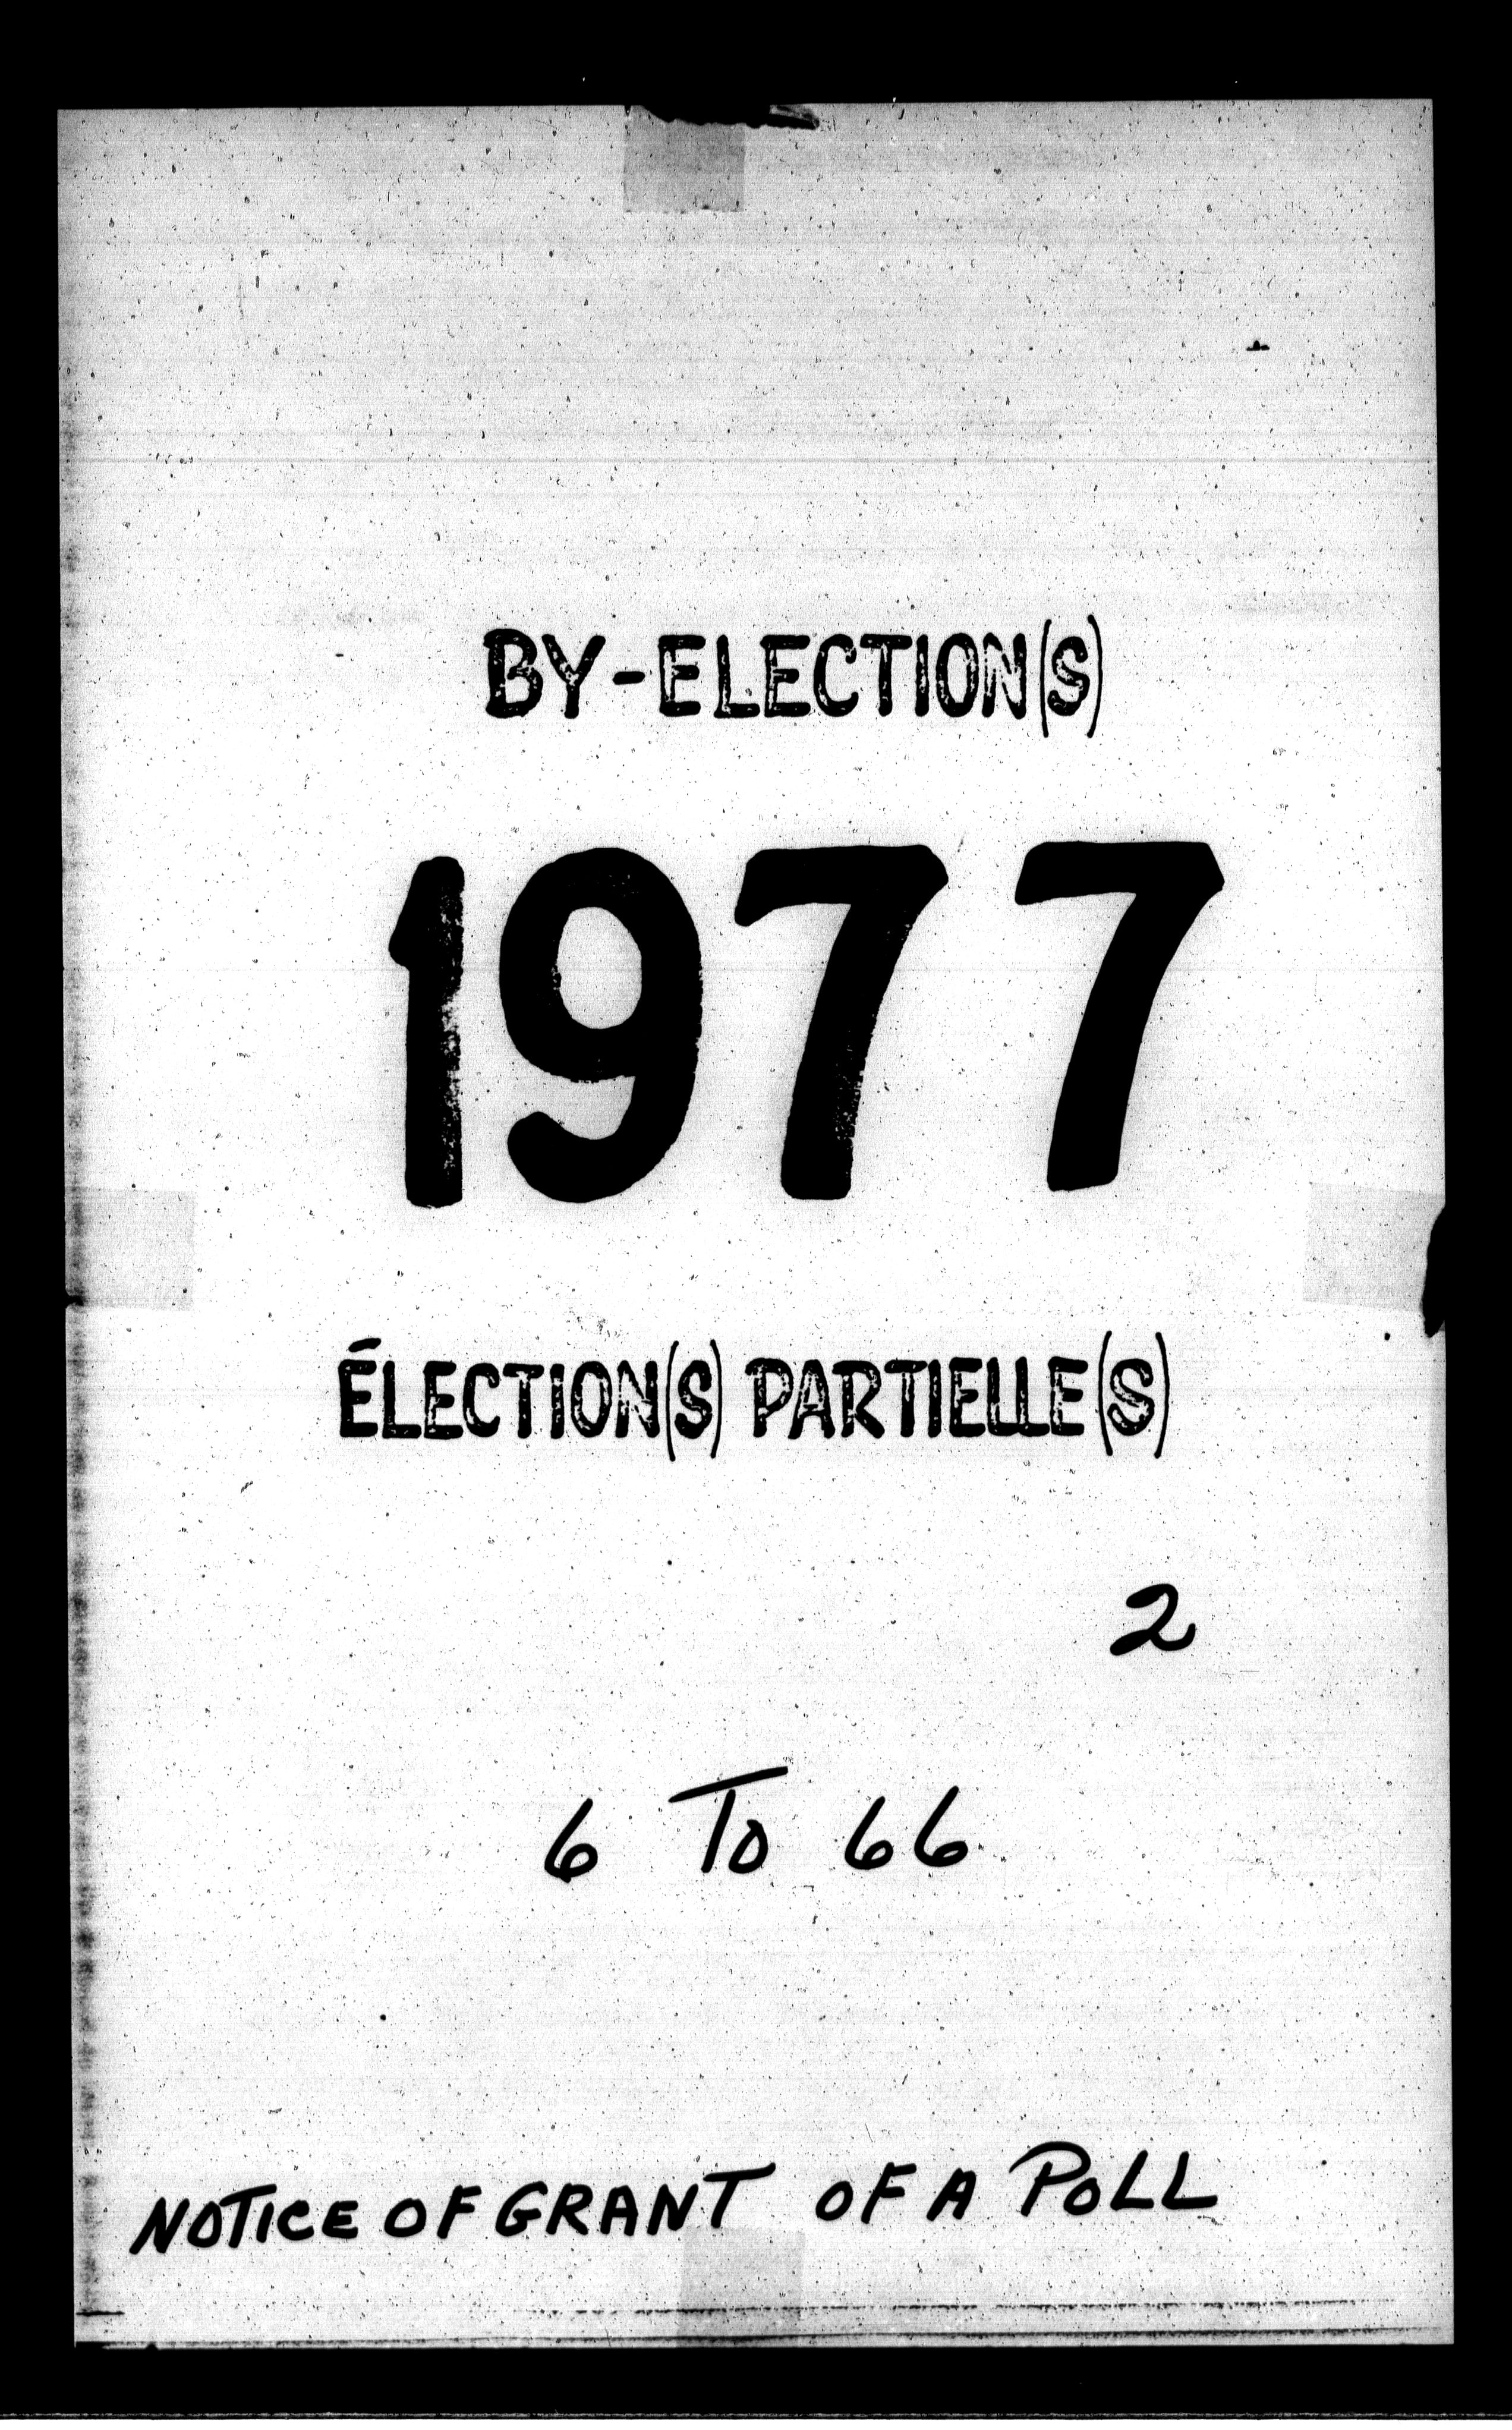 BY-ELECTION(S)
1977
ÉLECTION(S) PARTIELLE(S)
2
6 TO 66
NOTICE OF GRANT OF A POLL